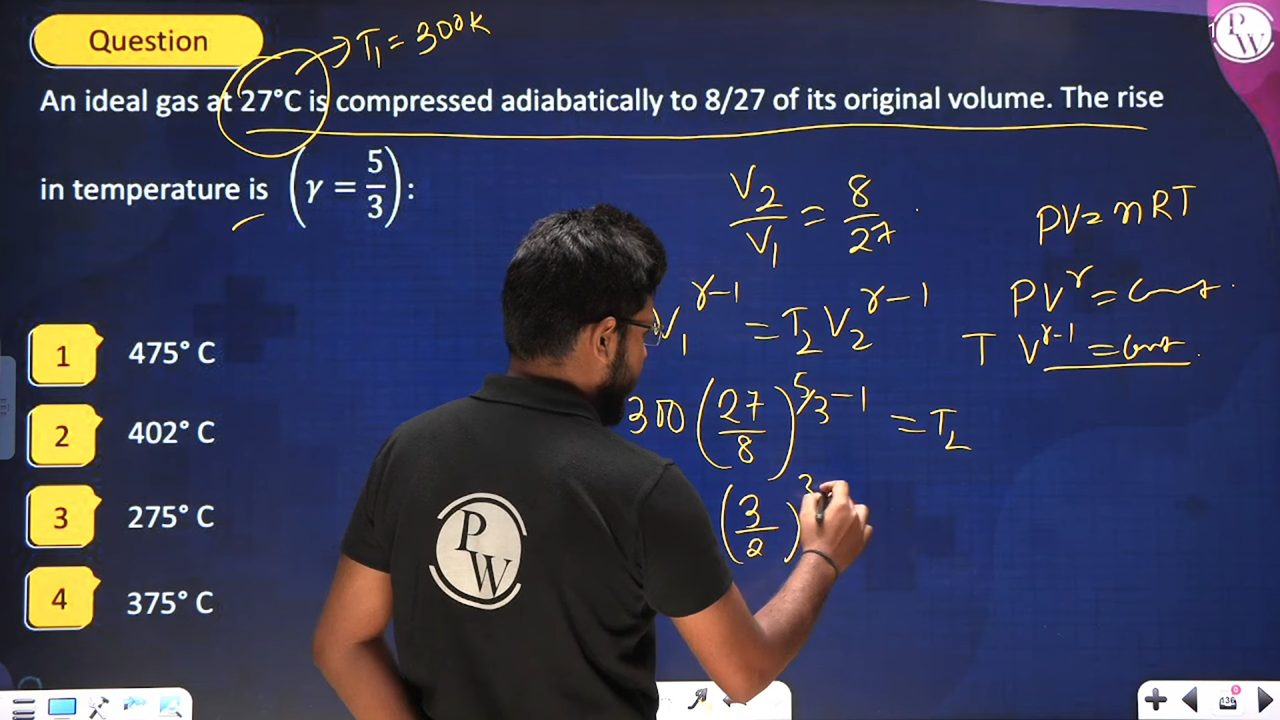 Question
T₁ = 300K
An ideal gas at 27°C is compressed adiabatically to 8/27 of its original volume. The rise
in temperature is (γ = 5/3):
V₂/V₁ = 8/27
PV = nRT
V₁^γ-1 = T₂ V₂^γ-1
PV^γ = Const.
T V^γ-1 = Const.
300 (27/8)^5/3-1 = T₂
(3/2)^3
1 475° C
2 402° C
3 275° C
4 375° C
P W
P W
136